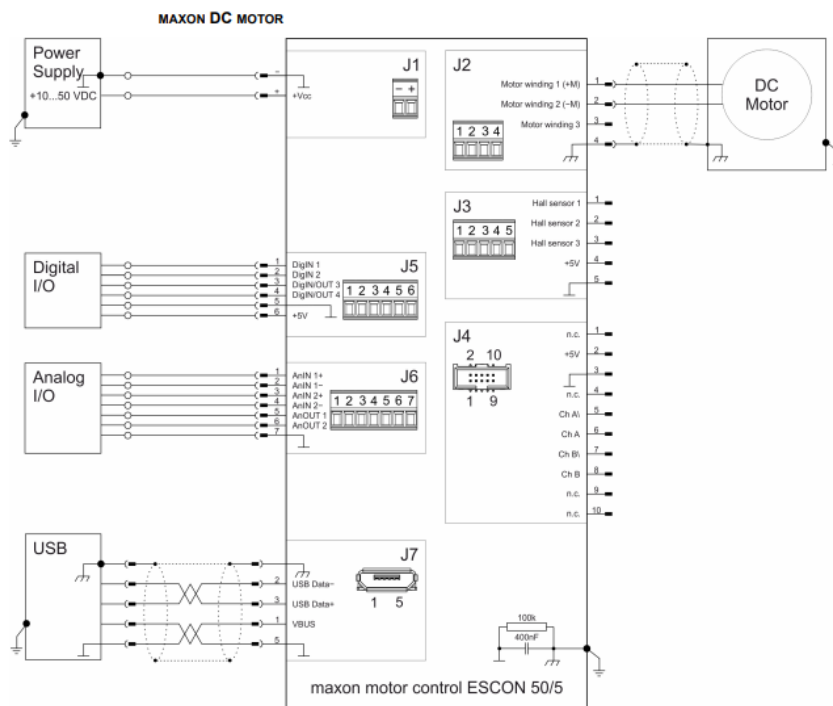 MAXON DC MOTOR
Power
Supply
+10...50 VDC
−
+
+Vcc
J1
− +
J2
Motor winding 1 (+M) 1
Motor winding 2 (−M) 2
Motor winding 3 3
4
1 2 3 4
DC
Motor
J3
1 2 3 4 5
Hall sensor 1 1
Hall sensor 2 2
Hall sensor 3 3
+5V 4
5
Digital
I/O
1 DigIN 1
2 DigIN 2
3 DigIN/OUT 3
4 DigIN/OUT 4
5
6 +5V
J5
1 2 3 4 5 6
J4
2 10
1 9
n.c. 1
+5V 2
3
n.c. 4
Ch A\ 5
Ch A 6
Ch B\ 7
Ch B 8
n.c. 9
n.c. 10
Analog
I/O
1 AnIN 1+
2 AnIN 1−
3 AnIN 2+
4 AnIN 2−
5 AnOUT 1
6 AnOUT 2
7
J6
1 2 3 4 5 6 7
USB
2 USB Data−
3 USB Data+
1 VBUS
5
J7
1 5
100k
400nF
maxon motor control ESCON 50/5